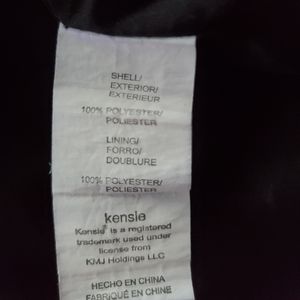 SHELL/
EXTERIOR/
EXTERIEUR
100% POLYESTER/
POLIESTER
LINING/
FORRO/
DOUBLURE
100% POLYESTER/
POLIESTER
kensie
Kensie® is a registered
trademark used under
license from
KMJ Holdings LLC
HECHO EN CHINA
FABRIQUÉ EN CHINE